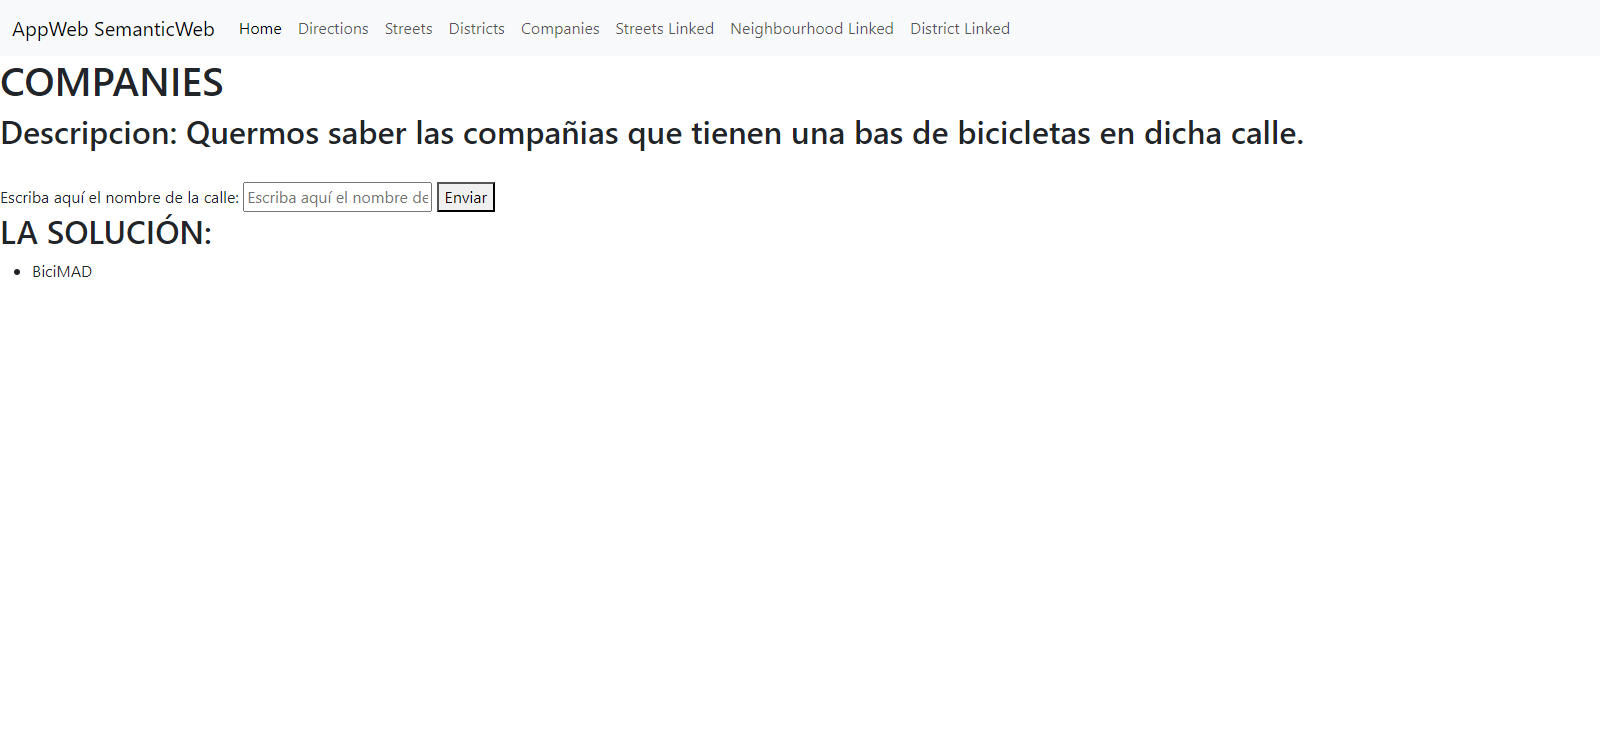 AppWeb SemanticWeb Home Directions Streets Districts Companies Streets Linked Neighbourhood Linked District Linked
COMPANIES
Descripcion: Quermos saber las compañias que tienen una bas de bicicletas en dicha calle.
Escriba aquí el nombre de la calle: Escriba aquí el nombre de Enviar
LA SOLUCIÓN:
• BiciMAD